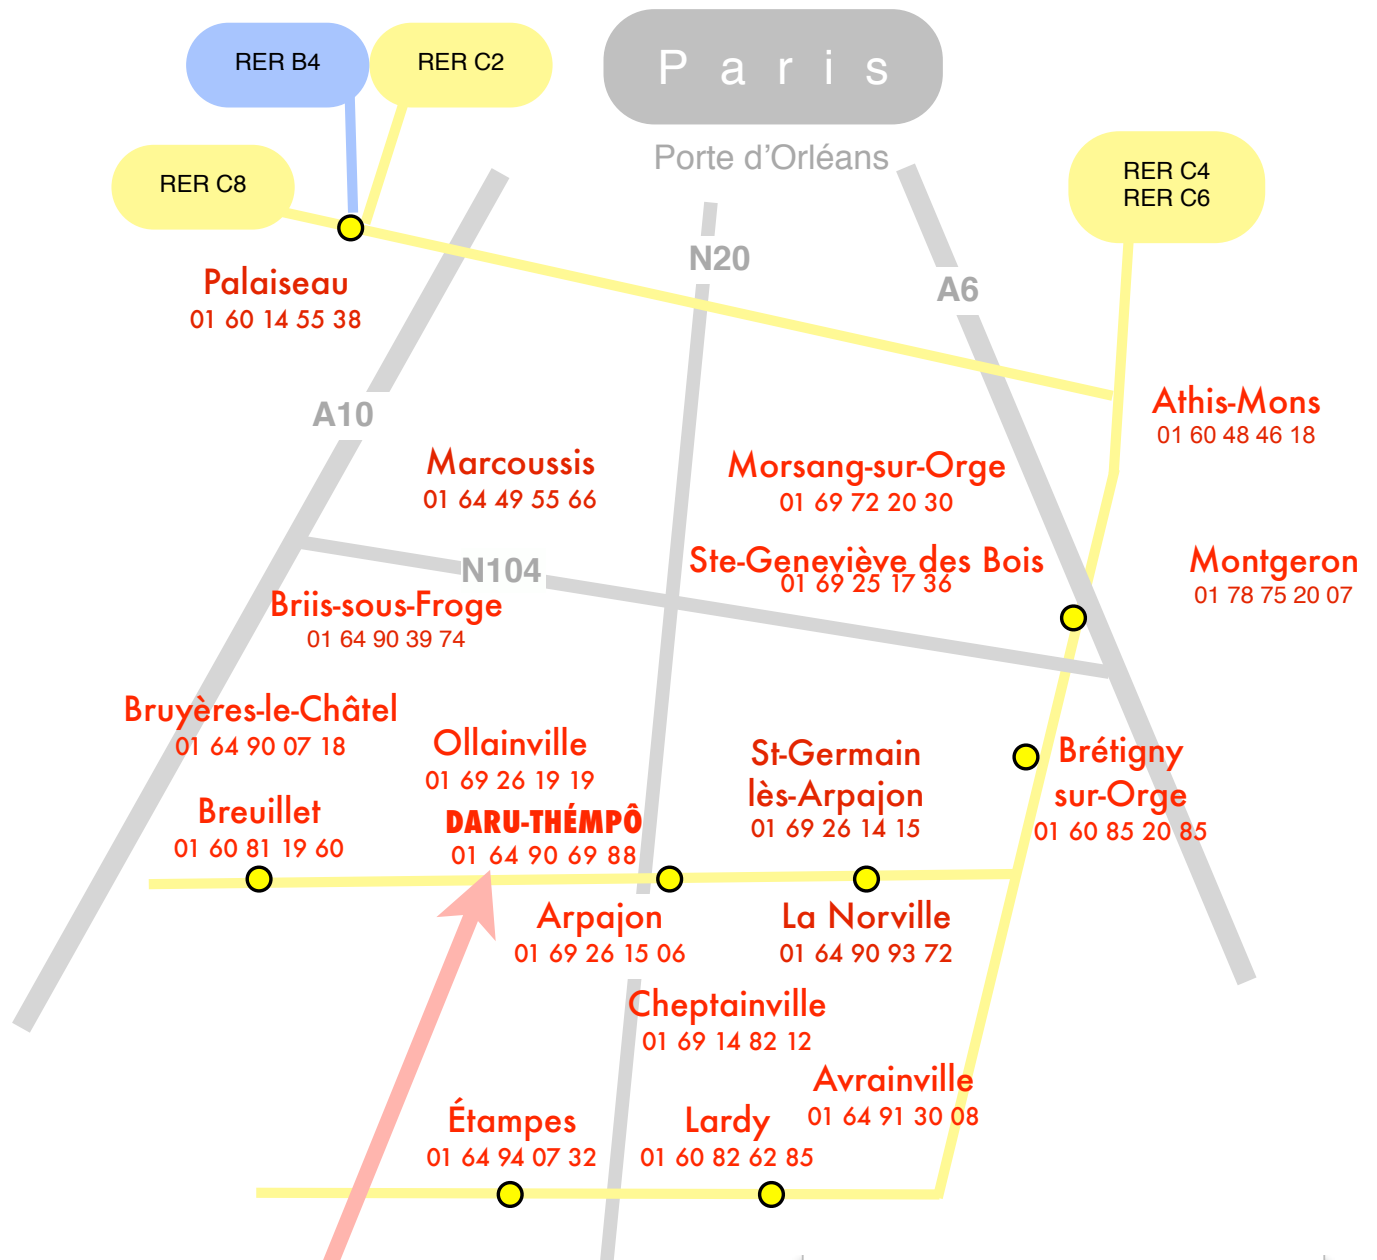 RER B4
RER C2
P a r i s
Porte d’Orléans
RER C8
RER C4
RER C6
N20
A6
Palaiseau
01 60 14 55 38
A10
Athis-Mons
01 60 48 46 18
Marcoussis
01 64 49 55 66
Morsang-sur-Orge
01 69 72 20 30
N104
Ste-Geneviève des Bois
01 69 25 17 36
Montgeron
01 78 75 20 07
Briis-sous-Froge
01 64 90 39 74
Bruyères-le-Châtel
01 64 90 07 18
Ollainville
01 69 26 19 19
St-Germain
lès-Arpajon
01 69 26 14 15
Brétigny
sur-Orge
01 60 85 20 85
Breuillet
01 60 81 19 60
DARU-THÉMPÔ
01 64 90 69 88
Arpajon
01 69 26 15 06
La Norville
01 64 90 93 72
Cheptainville
01 69 14 82 12
Avrainville
01 64 91 30 08
Étampes
01 64 94 07 32
Lardy
01 60 82 62 85